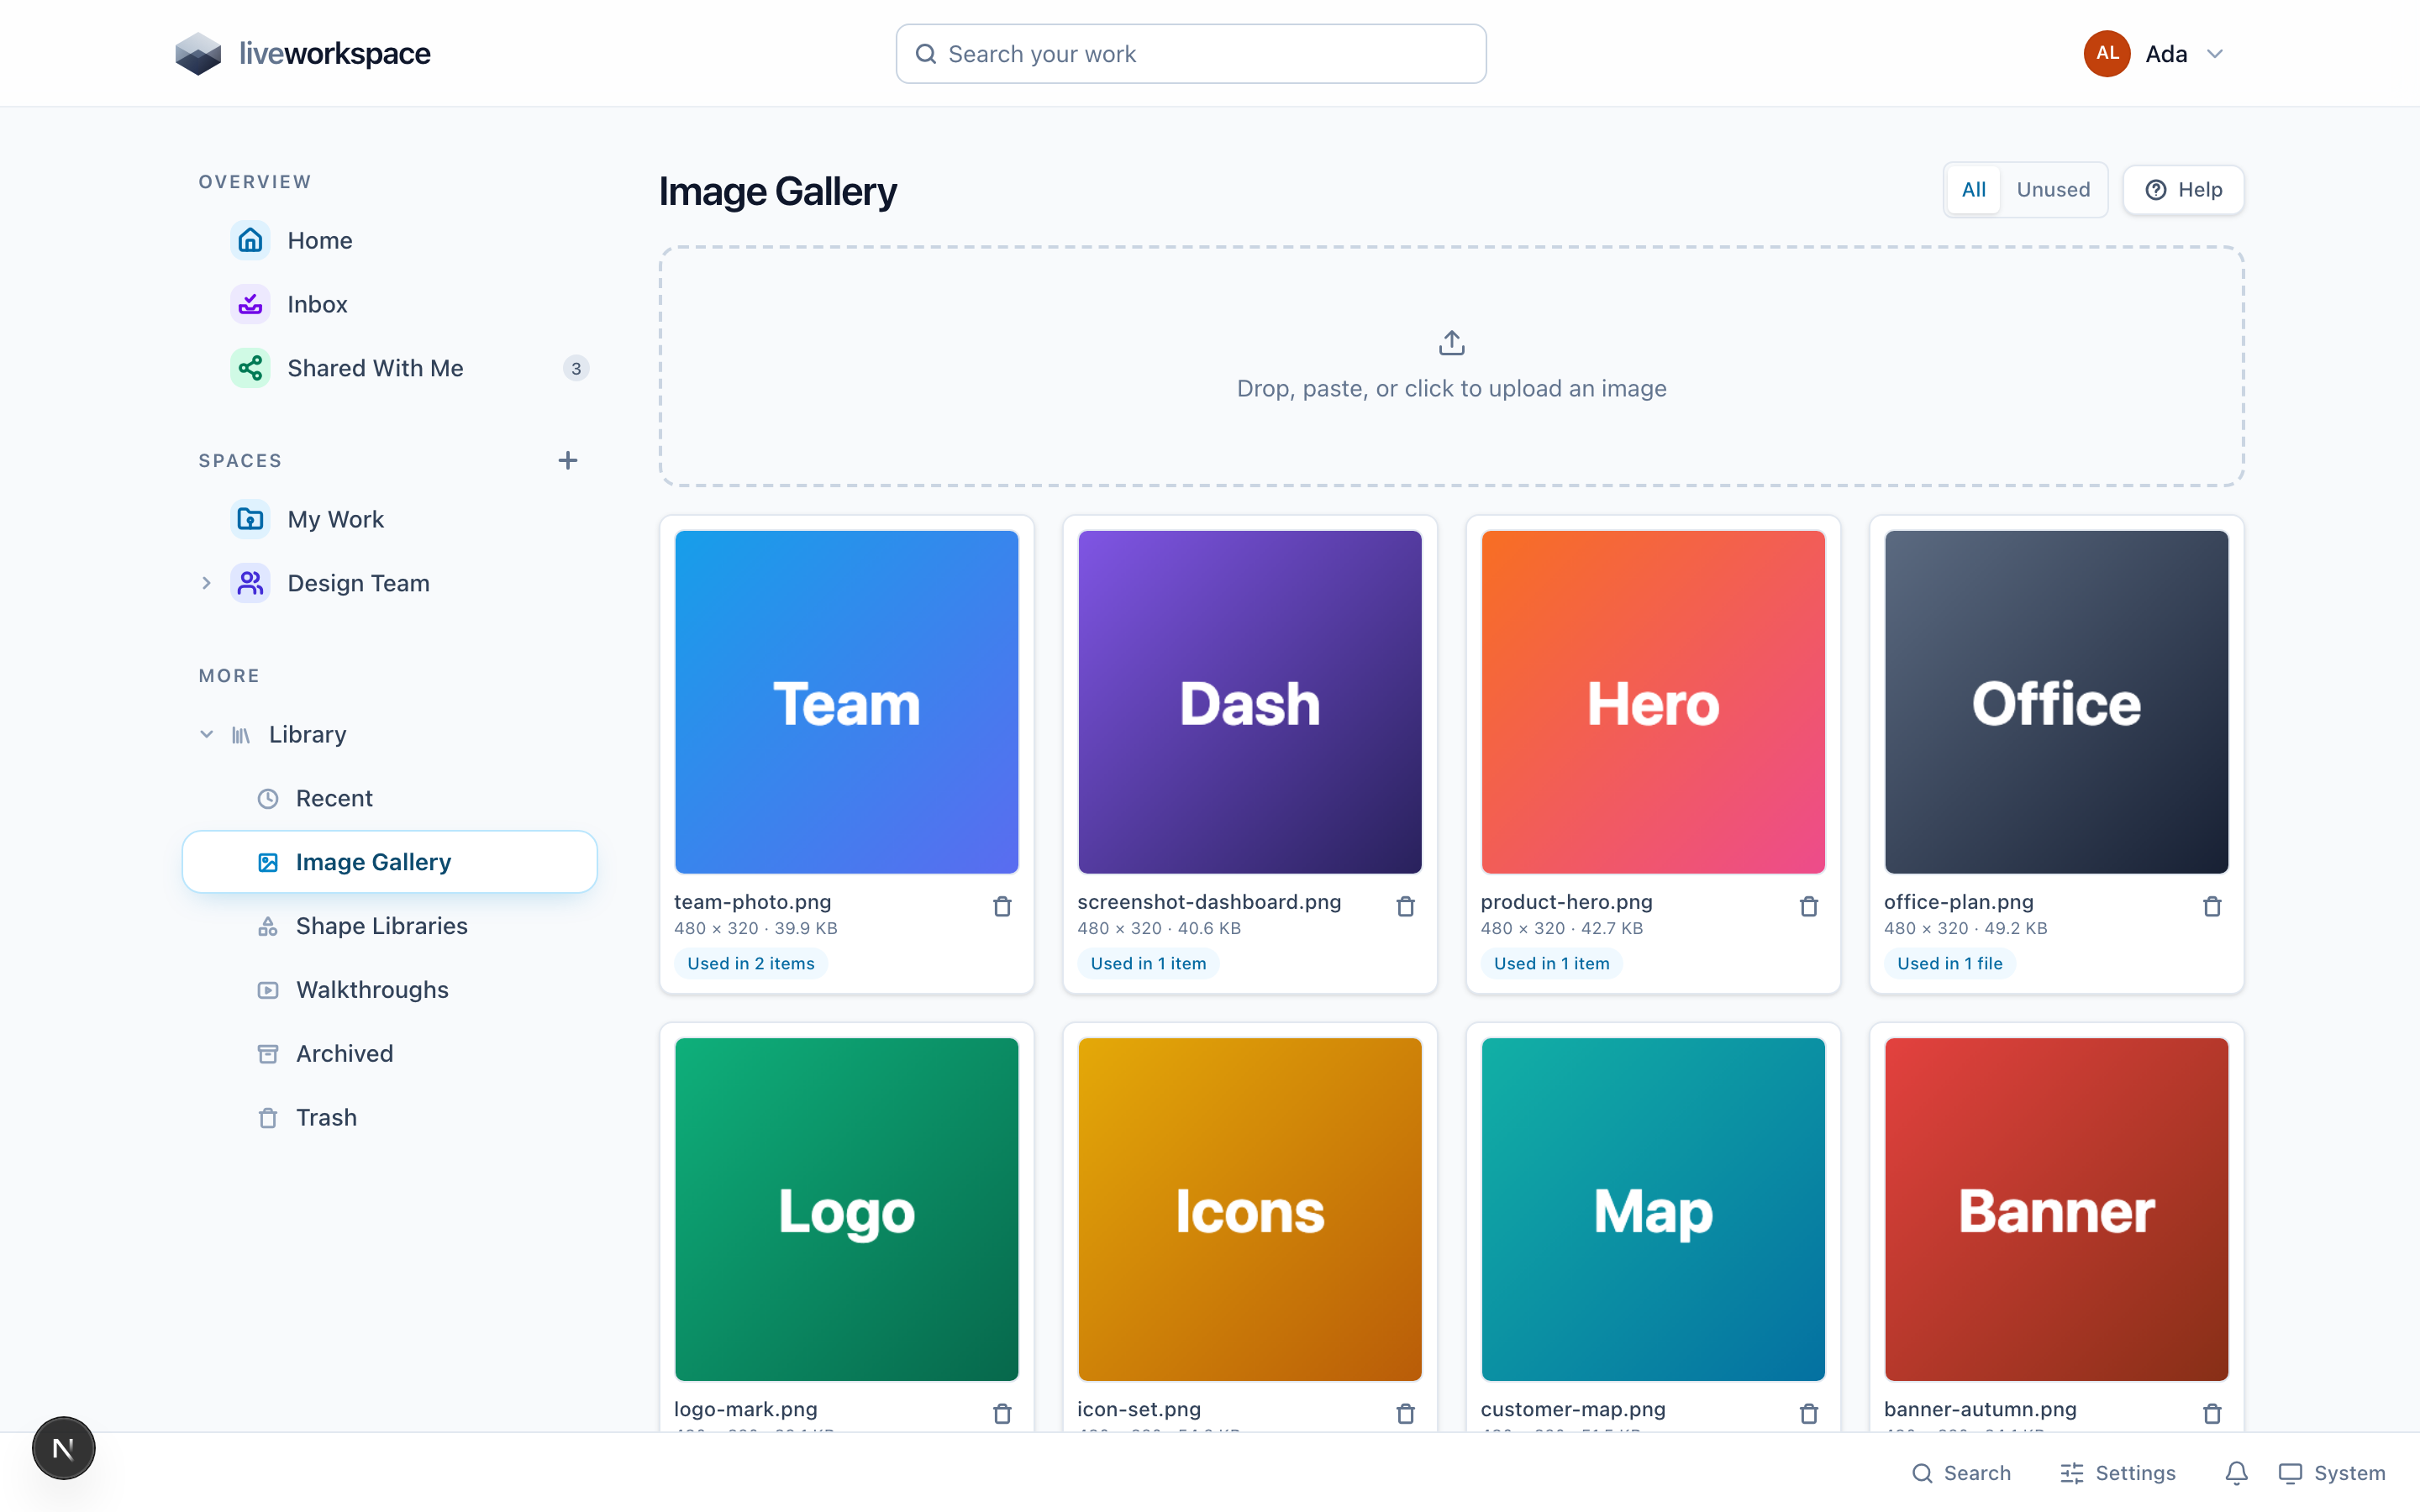 liveworkspace
Search your work
AL
Ada
OVERVIEW
Home
Inbox
Shared With Me
3
SPACES
My Work
Design Team
MORE
Library
Recent
Image Gallery
Shape Libraries
Walkthroughs
Archived
Trash
Image Gallery
All
Unused
Help
Drop, paste, or click to upload an image
Team
team-photo.png
480 × 320 · 39.9 KB
Used in 2 items
Dash
screenshot-dashboard.png
480 × 320 · 40.6 KB
Used in 1 item
Hero
product-hero.png
480 × 320 · 42.7 KB
Used in 1 item
Office
office-plan.png
480 × 320 · 49.2 KB
Used in 1 file
Logo
logo-mark.png
Icons
icon-set.png
Map
customer-map.png
Banner
banner-autumn.png
N
Search
Settings
System